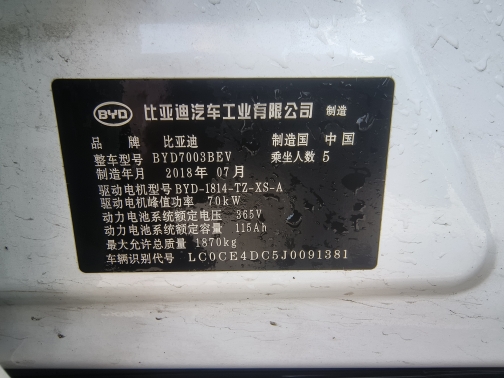 BYD 比亚迪汽车工业有限公司 制造
品 牌 比亚迪 制造国 中国
整车型号 BYD7003BEV 乘坐人数 5
制造年月 2018年 07月
驱动电机型号 BYD-1814-TZ-XS-A
驱动电机峰值功率 70kW
动力电池系统额定电压 365V
动力电池系统额定容量 115Ah
最大允许总质量 1870kg
车辆识别代号 LC0CE4DC5J0091381